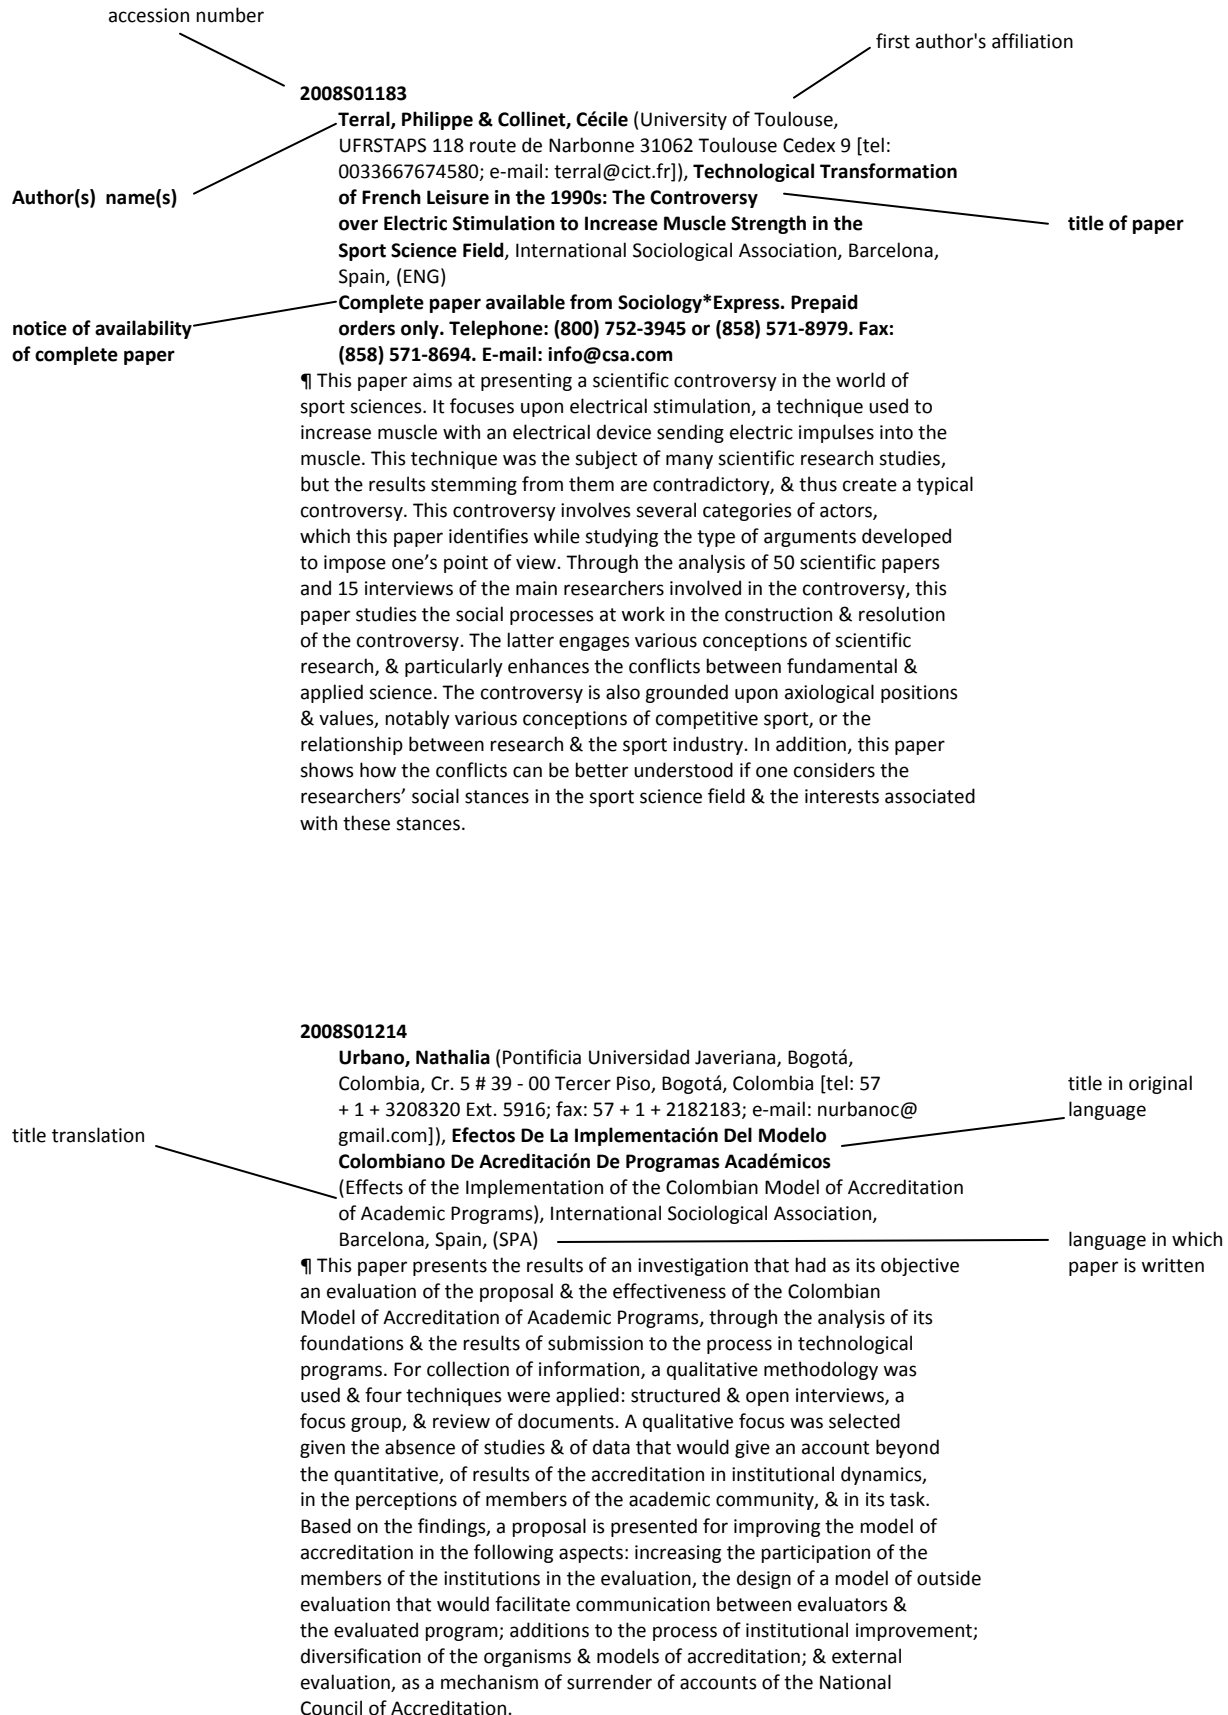 accession number
first author's affiliation
2008S01183
Terral, Philippe & Collinet, Cécile (University of Toulouse,
UFRSTAPS 118 route de Narbonne 31062 Toulouse Cedex 9 [tel:
0033667674580; e-mail: terral@cict.fr]), Technological Transformation
Author(s) name(s)
of French Leisure in the 1990s: The Controversy
over Electric Stimulation to Increase Muscle Strength in the
title of paper
Sport Science Field, International Sociological Association, Barcelona,
Spain, (ENG)
Complete paper available from Sociology*Express. Prepaid
notice of availability
of complete paper
orders only. Telephone: (800) 752-3945 or (858) 571-8979. Fax:
(858) 571-8694. E-mail: info@csa.com
¶ This paper aims at presenting a scientific controversy in the world of
sport sciences. It focuses upon electrical stimulation, a technique used to
increase muscle with an electrical device sending electric impulses into the
muscle. This technique was the subject of many scientific research studies,
but the results stemming from them are contradictory, & thus create a typical
controversy. This controversy involves several categories of actors,
which this paper identifies while studying the type of arguments developed
to impose one's point of view. Through the analysis of 50 scientific papers
and 15 interviews of the main researchers involved in the controversy, this
paper studies the social processes at work in the construction & resolution
of the controversy. The latter engages various conceptions of scientific
research, & particularly enhances the conflicts between fundamental &
applied science. The controversy is also grounded upon axiological positions
& values, notably various conceptions of competitive sport, or the
relationship between research & the sport industry. In addition, this paper
shows how the conflicts can be better understood if one considers the
researchers' social stances in the sport science field & the interests associated
with these stances.
2008S01214
Urbano, Nathalia (Pontificia Universidad Javeriana, Bogotá,
Colombia, Cr. 5 # 39 - 00 Tercer Piso, Bogotá, Colombia [tel: 57
+ 1 + 3208320 Ext. 5916; fax: 57 + 1 + 2182183; e-mail: nurbanoc@
title in original
language
title translation
gmail.com]), Efectos De La Implementación Del Modelo
Colombiano De Acreditación De Programas Académicos
(Effects of the Implementation of the Colombian Model of Accreditation
of Academic Programs), International Sociological Association,
Barcelona, Spain, (SPA)
language in which
paper is written
¶ This paper presents the results of an investigation that had as its objective
an evaluation of the proposal & the effectiveness of the Colombian
Model of Accreditation of Academic Programs, through the analysis of its
foundations & the results of submission to the process in technological
programs. For collection of information, a qualitative methodology was
used & four techniques were applied: structured & open interviews, a
focus group, & review of documents. A qualitative focus was selected
given the absence of studies & of data that would give an account beyond
the quantitative, of results of the accreditation in institutional dynamics,
in the perceptions of members of the academic community, & in its task.
Based on the findings, a proposal is presented for improving the model of
accreditation in the following aspects: increasing the participation of the
members of the institutions in the evaluation, the design of a model of outside
evaluation that would facilitate communication between evaluators &
the evaluated program; additions to the process of institutional improvement;
diversification of the organisms & models of accreditation; & external
evaluation, as a mechanism of surrender of accounts of the National
Council of Accreditation.